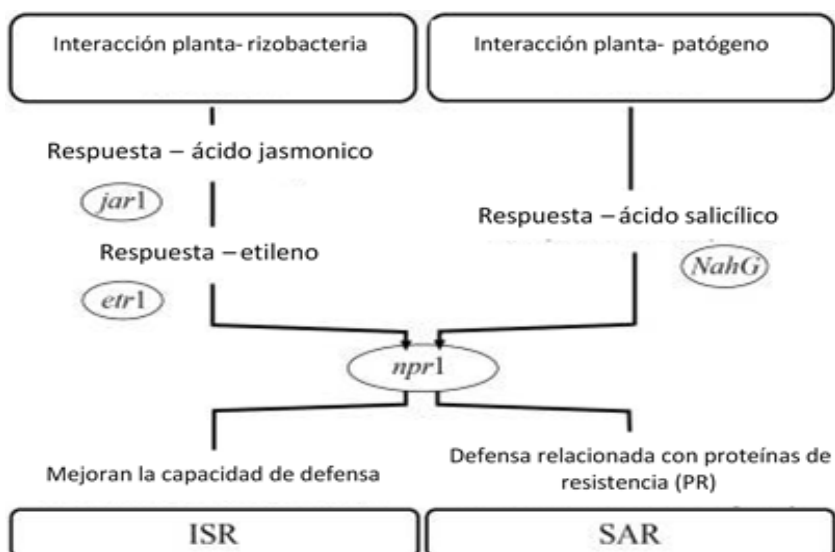 Interacción planta- rizobacteria
Interacción planta- patógeno
Respuesta – ácido jasmonico
jar1
Respuesta – ácido salicílico
Respuesta – etileno
NahG
etr1
npr1
Mejoran la capacidad de defensa
Defensa relacionada con proteínas de
resistencia (PR)
ISR
SAR